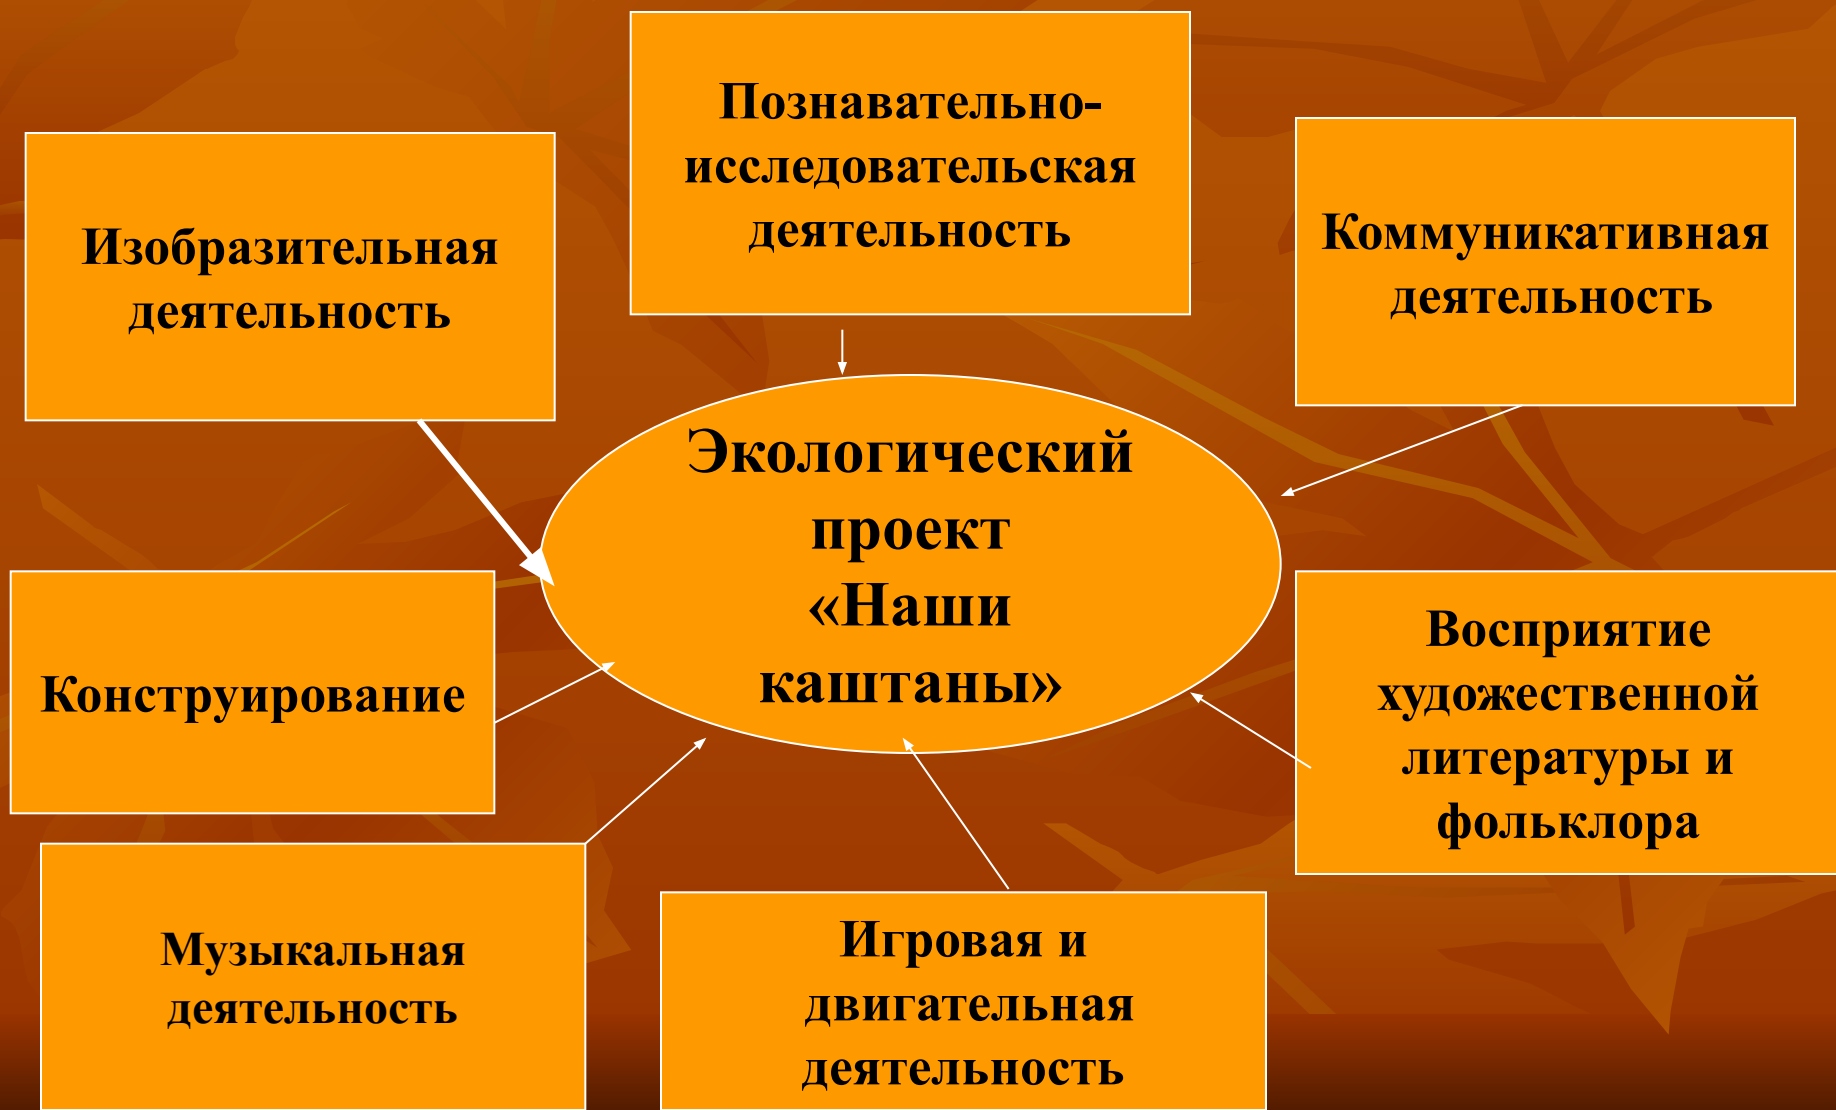 Познавательно-
исследовательская
деятельность
Изобразительная
деятельность
Коммуникативная
деятельность
Экологический
проект
«Наши
каштаны»
Конструирование
Восприятие
художественной
литературы и
фольклора
Музыкальная
деятельность
Игровая и
двигательная
деятельность